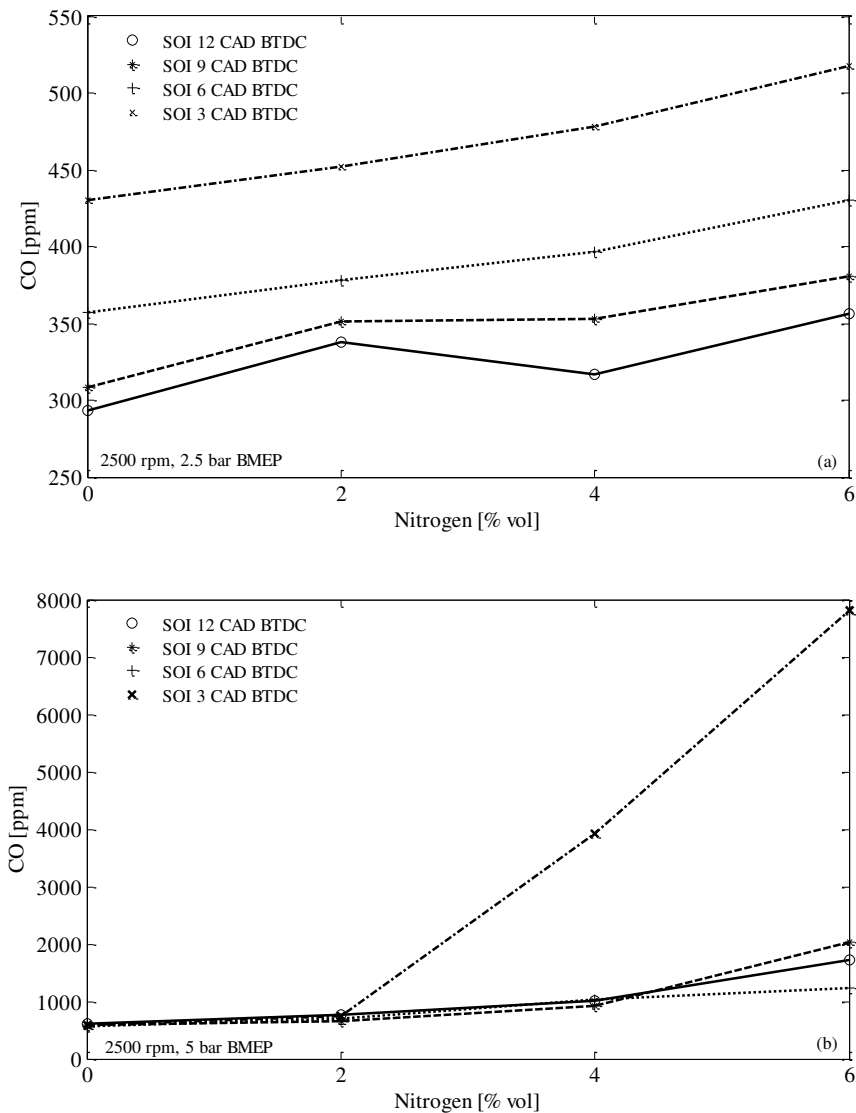 550
500
450
400
350
300
250
CO [ppm]
SOI 12 CAD BTDC
SOI 9 CAD BTDC
SOI 6 CAD BTDC
SOI 3 CAD BTDC
2500 rpm, 2.5 bar BMEP
(a)
0 2 4 6
Nitrogen [% vol]
8000
7000
6000
5000
4000
3000
2000
1000
0
CO [ppm]
SOI 12 CAD BTDC
SOI 9 CAD BTDC
SOI 6 CAD BTDC
SOI 3 CAD BTDC
2500 rpm, 5 bar BMEP
(b)
0 2 4 6
Nitrogen [% vol]